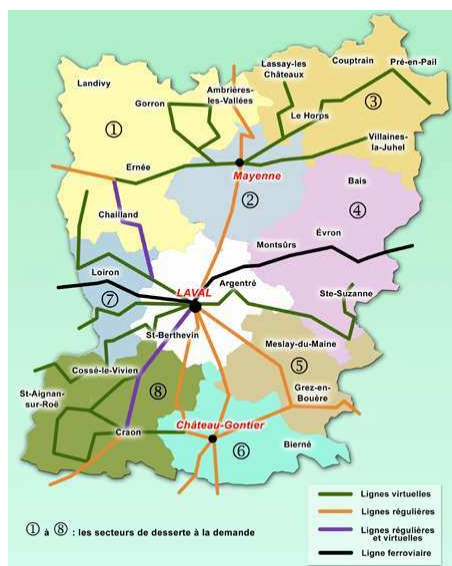 Landivy
Ambrières-
les-Vallées
Lassay-les
Châteaux
Couptrain
Pré-en-Pail
Gorron
①
③
Le Horps
Villaines-
la-Juhel
Ernée
Mayenne
②
Bais
④
Chailland
Évron
Montsûrs
Loiron
⑦
LAVAL
Argentré
Ste-Suzanne
St-Berthevin
Meslay-du-Maine
⑤
Cossé-le-Vivien
⑧
St-Aignan-
sur-Roë
Grez-en-
Bouère
Craon
Château-Gontier
⑥
Bierné
Lignes virtuelles
Lignes régulières
Lignes régulières
et virtuelles
Ligne ferroviaire
① à ⑧ : les secteurs de desserte à la demande